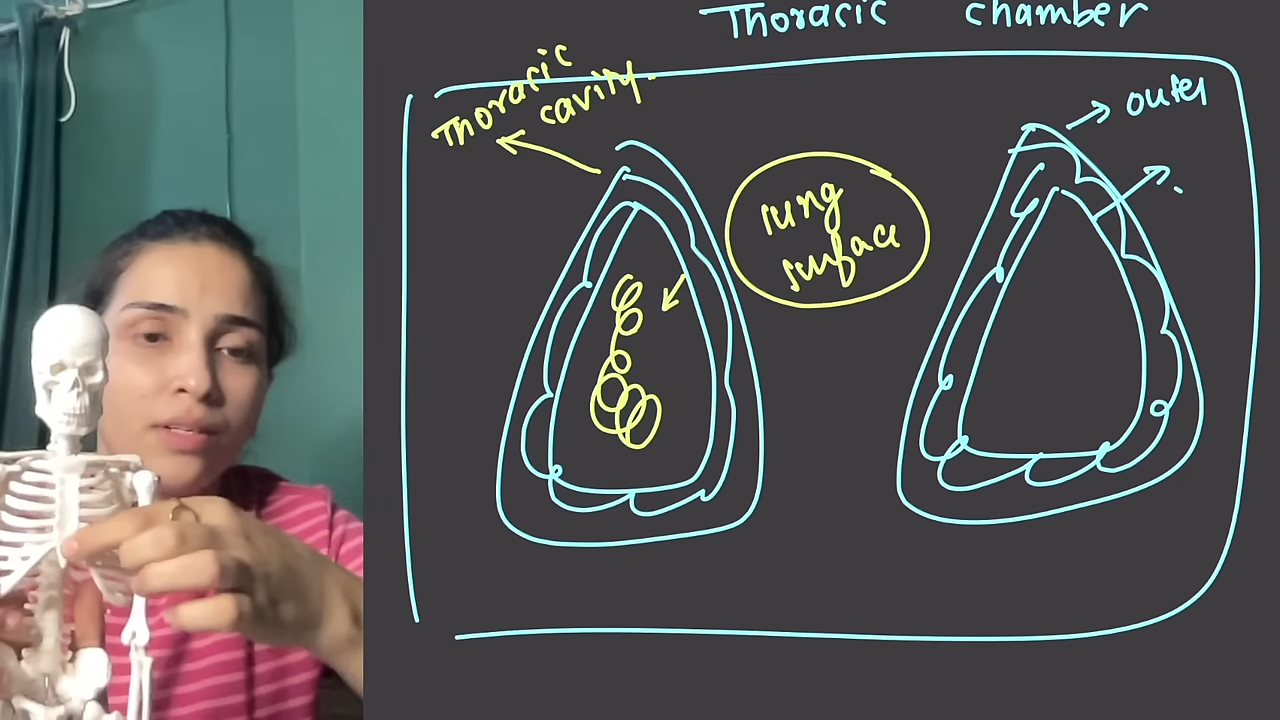 Thoracic chamber
Thoracic
cavity.
outer
lung
surface